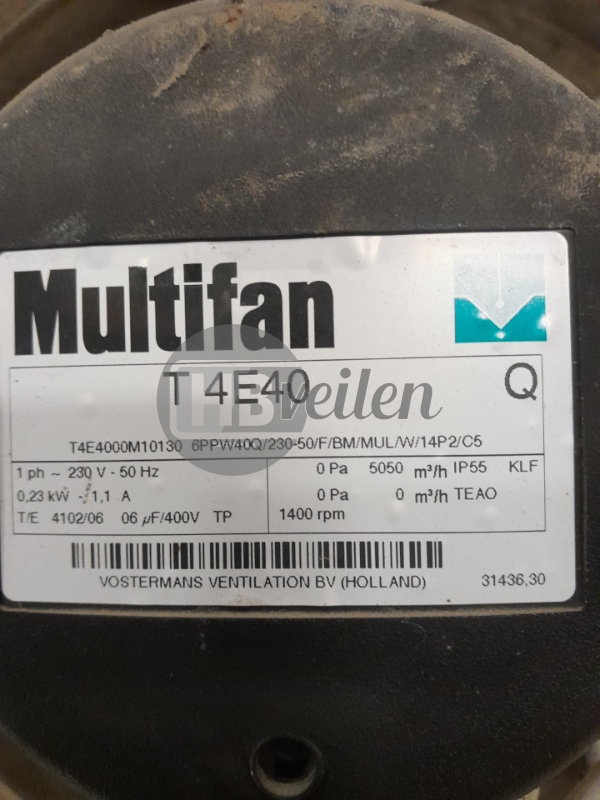 Multifan
T 4E40 Q
HBveilen
T4E4000M10130 6PPW40Q/230-50/F/BM/MUL/W/14P2/C5
1 ph ~ 230 V - 50 Hz 0 Pa 5050 m³/h IP55 KLF
0,23 kW - 1,1 A 0 Pa 0 m³/h TEAO
T/E 4102/06 06 µF/400V TP 1400 rpm
VOSTERMANS VENTILATION BV (HOLLAND) 31436,30